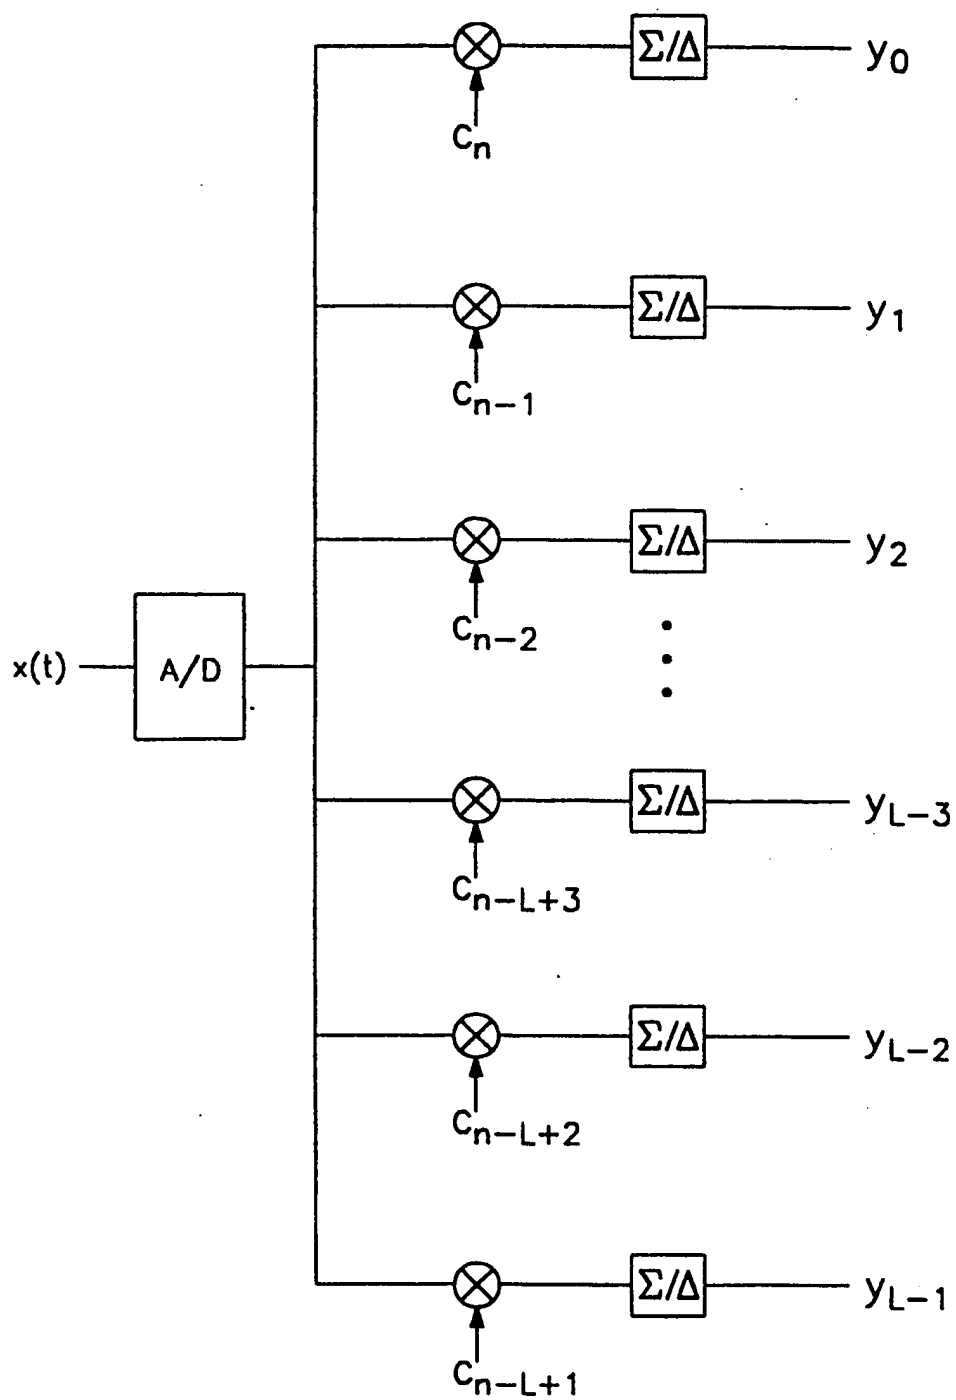 Σ/Δ y0
Cn
Σ/Δ y1
Cn−1
Σ/Δ y2
Cn−2
x(t) A/D
Σ/Δ yL−3
Cn−L+3
Σ/Δ yL−2
Cn−L+2
Σ/Δ yL−1
Cn−L+1